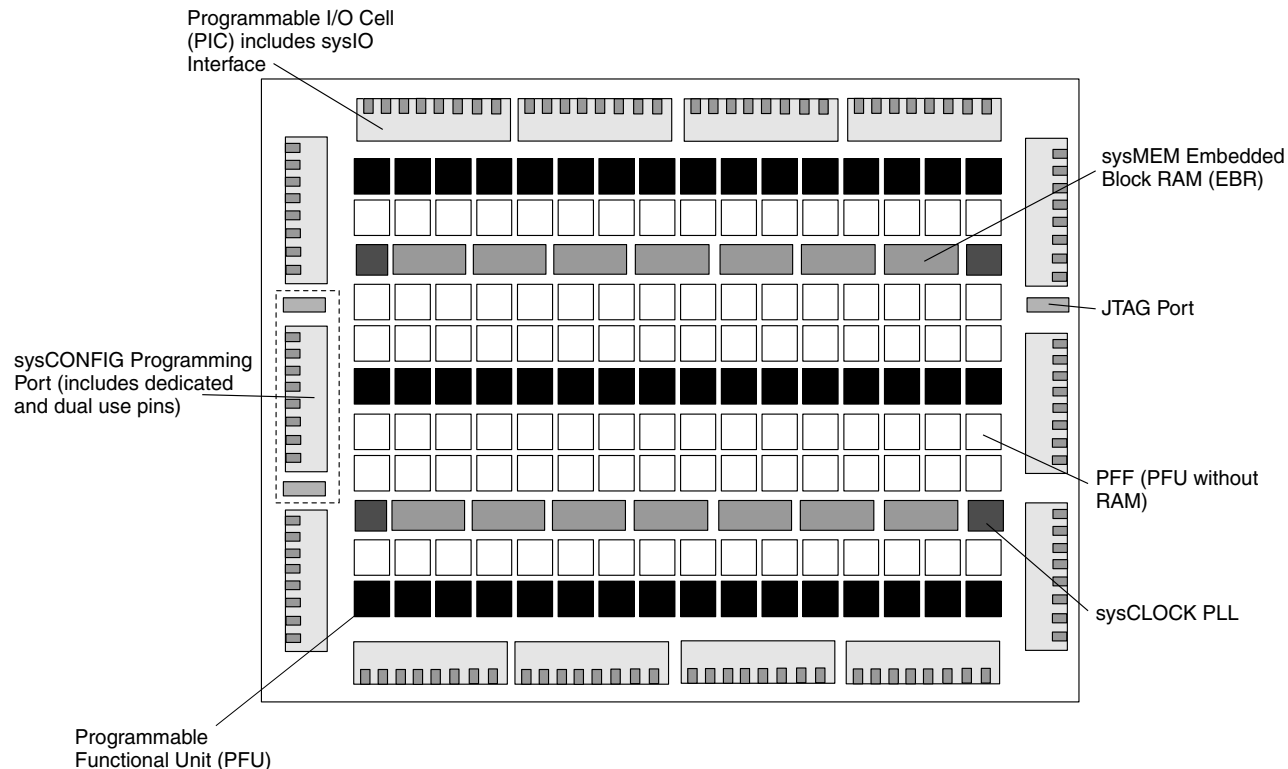 Programmable I/O Cell
(PIC) includes sysIO
Interface
sysMEM Embedded
Block RAM (EBR)
JTAG Port
sysCONFIG Programming
Port (includes dedicated
and dual use pins)
PFF (PFU without
RAM)
sysCLOCK PLL
Programmable
Functional Unit (PFU)